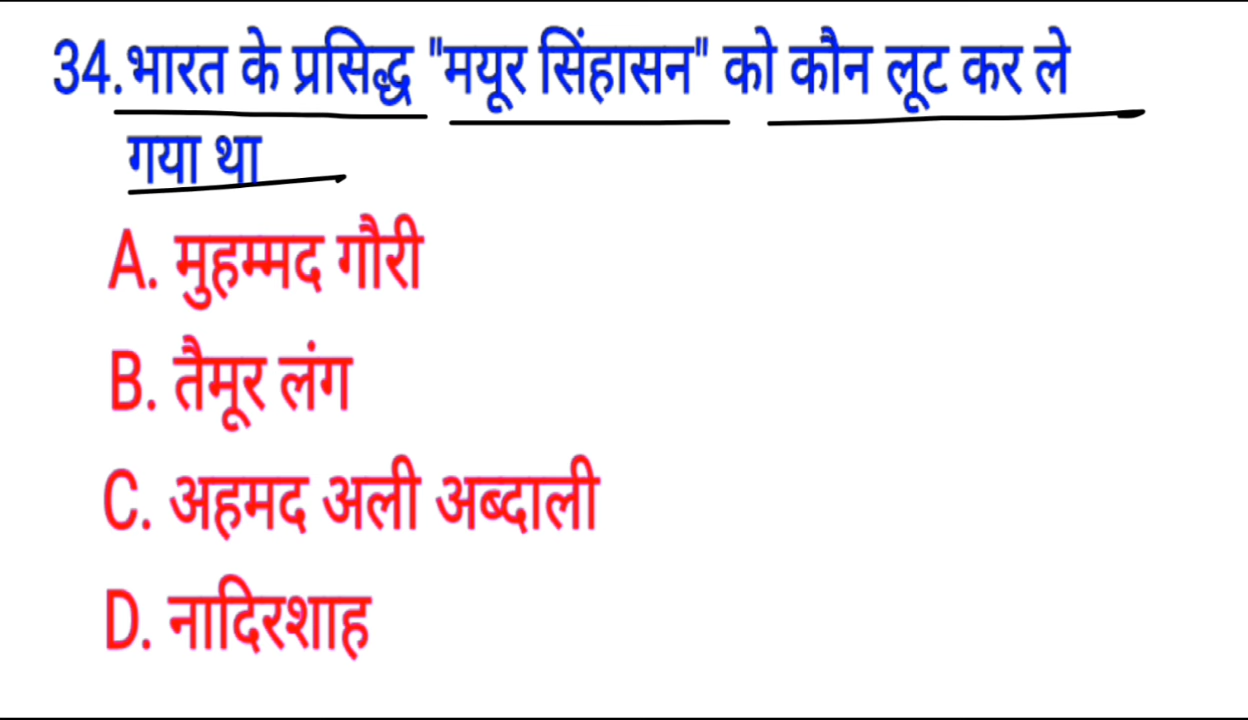 34.भारत के प्रसिद्ध "मयूर सिंहासन" को कौन लूट कर ले
गया था
A. मुहम्मद गौरी
B. तैमूर लंग
C. अहमद अली अब्दाली
D. नादिरशाह